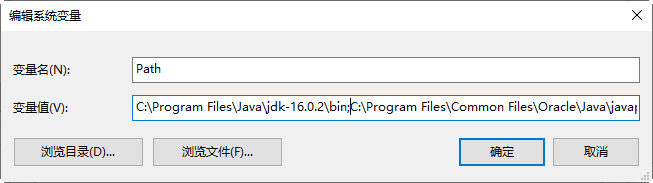 编辑系统变量
变量名(N):
Path
变量值(V):
C:\Program Files\Java\jdk-16.0.2\bin;C:\Program Files\Common Files\Oracle\Java\javap
浏览目录(D)...
浏览文件(F)...
确定
取消